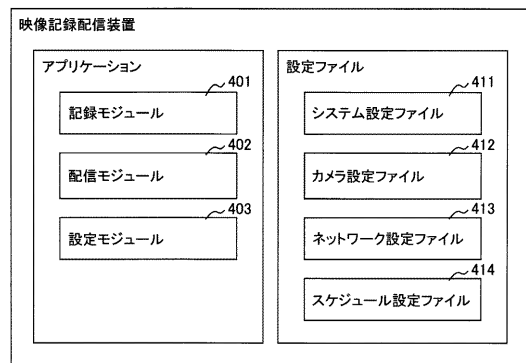 映像記録配信装置
アプリケーション
401
記録モジュール
402
配信モジュール
403
設定モジュール
設定ファイル
411
システム設定ファイル
412
カメラ設定ファイル
413
ネットワーク設定ファイル
414
スケジュール設定ファイル